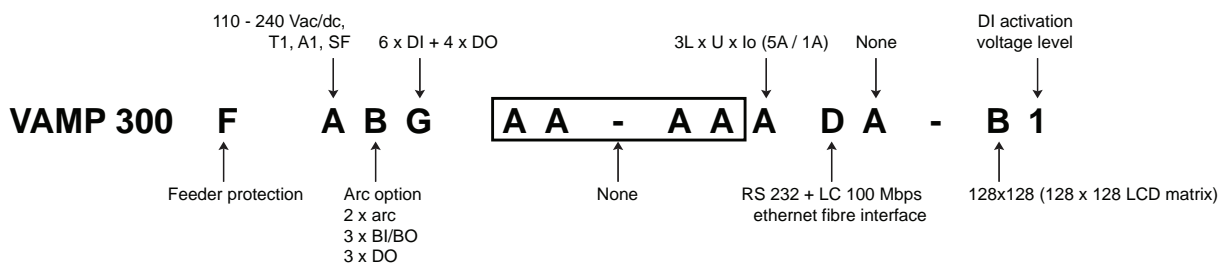 110 - 240 Vac/dc,
T1, A1, SF
6 x DI + 4 x DO
3L x U x Io (5A / 1A)
None
DI activation
voltage level
VAMP 300 F A B G A A - A A A D A - B 1
Feeder protection
Arc option
2 x arc
3 x BI/BO
3 x DO
None
RS 232 + LC 100 Mbps
ethernet fibre interface
128x128 (128 x 128 LCD matrix)